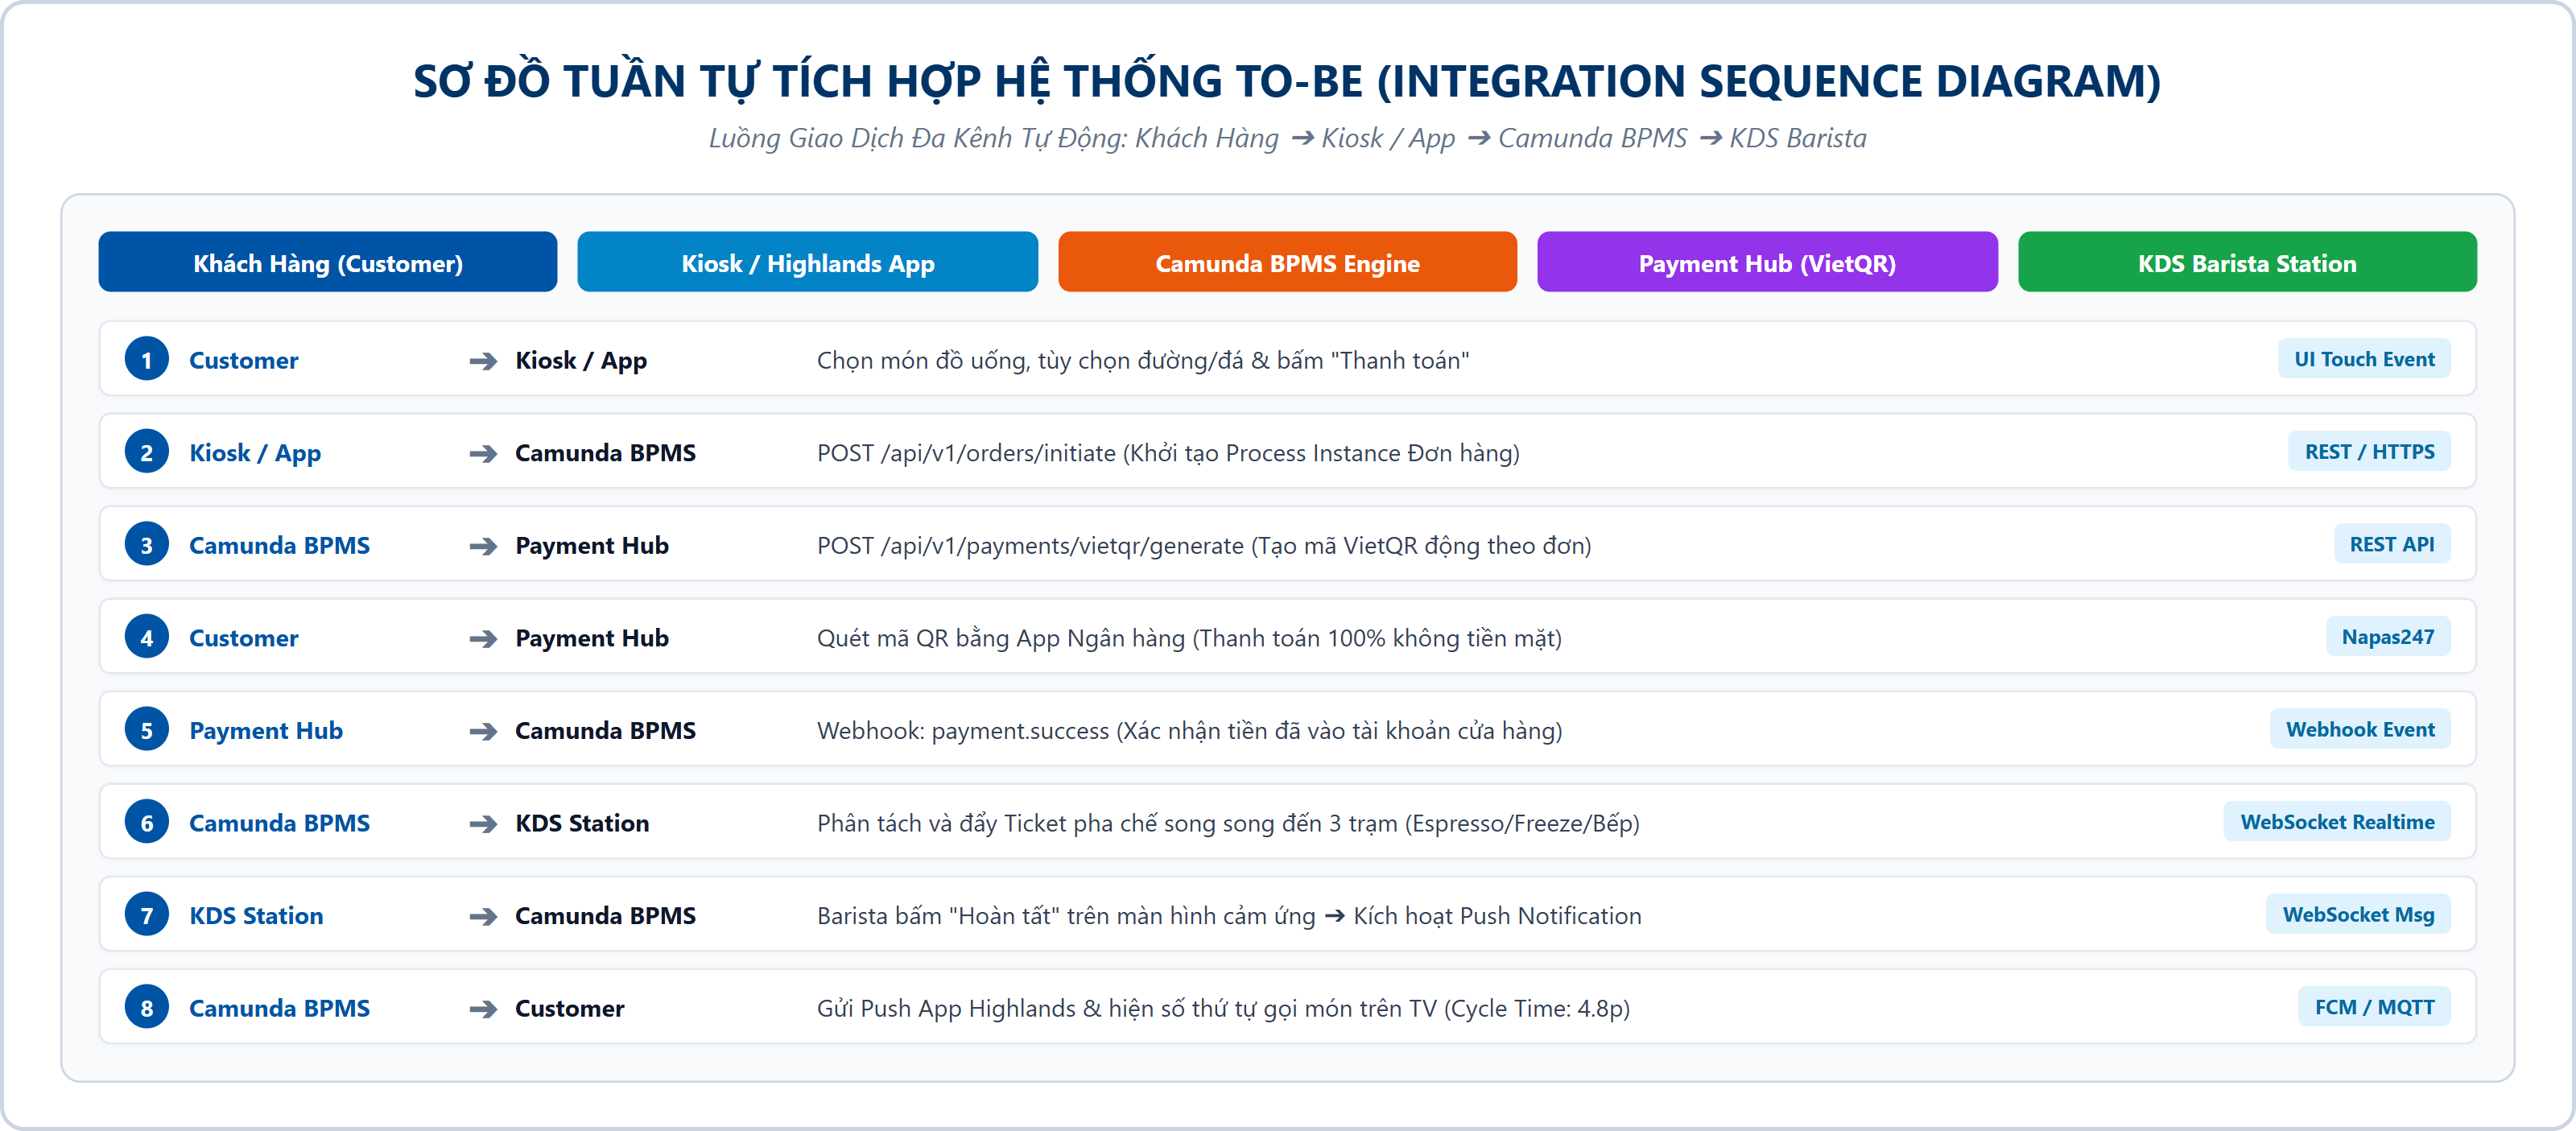 SƠ ĐỒ TUẦN TỰ TÍCH HỢP HỆ THỐNG TO-BE (INTEGRATION SEQUENCE DIAGRAM)
Luồng Giao Dịch Đa Kênh Tự Động: Khách Hàng ➔ Kiosk / App ➔ Camunda BPMS ➔ KDS Barista
Khách Hàng (Customer) Kiosk / Highlands App Camunda BPMS Engine Payment Hub (VietQR) KDS Barista Station
1 Customer ➔ Kiosk / App Chọn món đồ uống, tùy chọn đường/đá & bấm "Thanh toán" UI Touch Event
2 Kiosk / App ➔ Camunda BPMS POST /api/v1/orders/initiate (Khởi tạo Process Instance Đơn hàng) REST / HTTPS
3 Camunda BPMS ➔ Payment Hub POST /api/v1/payments/vietqr/generate (Tạo mã VietQR động theo đơn) REST API
4 Customer ➔ Payment Hub Quét mã QR bằng App Ngân hàng (Thanh toán 100% không tiền mặt) Napas247
5 Payment Hub ➔ Camunda BPMS Webhook: payment.success (Xác nhận tiền đã vào tài khoản cửa hàng) Webhook Event
6 Camunda BPMS ➔ KDS Station Phân tách và đẩy Ticket pha chế song song đến 3 trạm (Espresso/Freeze/Bếp) WebSocket Realtime
7 KDS Station ➔ Camunda BPMS Barista bấm "Hoàn tất" trên màn hình cảm ứng ➔ Kích hoạt Push Notification WebSocket Msg
8 Camunda BPMS ➔ Customer Gửi Push App Highlands & hiện số thứ tự gọi món trên TV (Cycle Time: 4.8p) FCM / MQTT